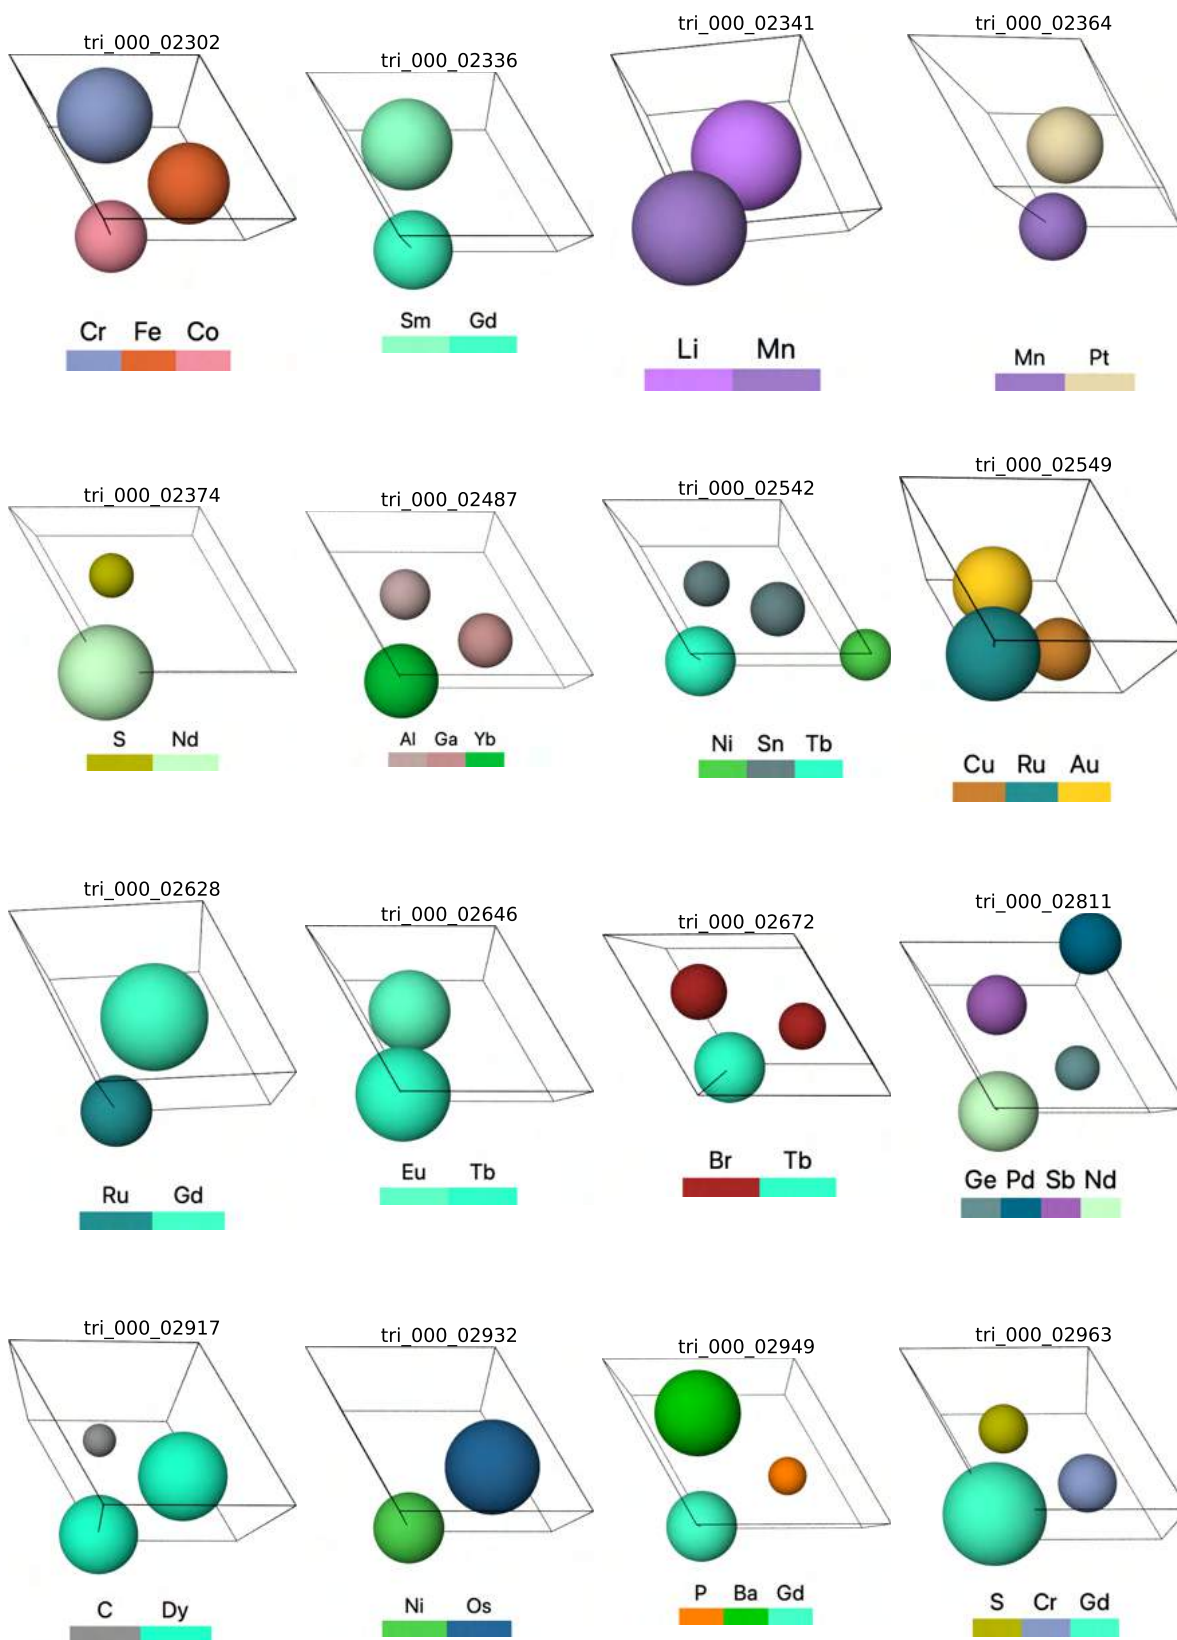 tri_000_02302
tri_000_02336
tri_000_02341
tri_000_02364
Cr Fe Co
Sm Gd
Li Mn
Mn Pt
tri_000_02374
tri_000_02487
tri_000_02542
tri_000_02549
S Nd
Al Ga Yb
Ni Sn Tb
Cu Ru Au
tri_000_02628
tri_000_02646
tri_000_02672
tri_000_02811
Ru Gd
Eu Tb
Br Tb
Ge Pd Sb Nd
tri_000_02917
tri_000_02932
tri_000_02949
tri_000_02963
C Dy
Ni Os
P Ba Gd
S Cr Gd